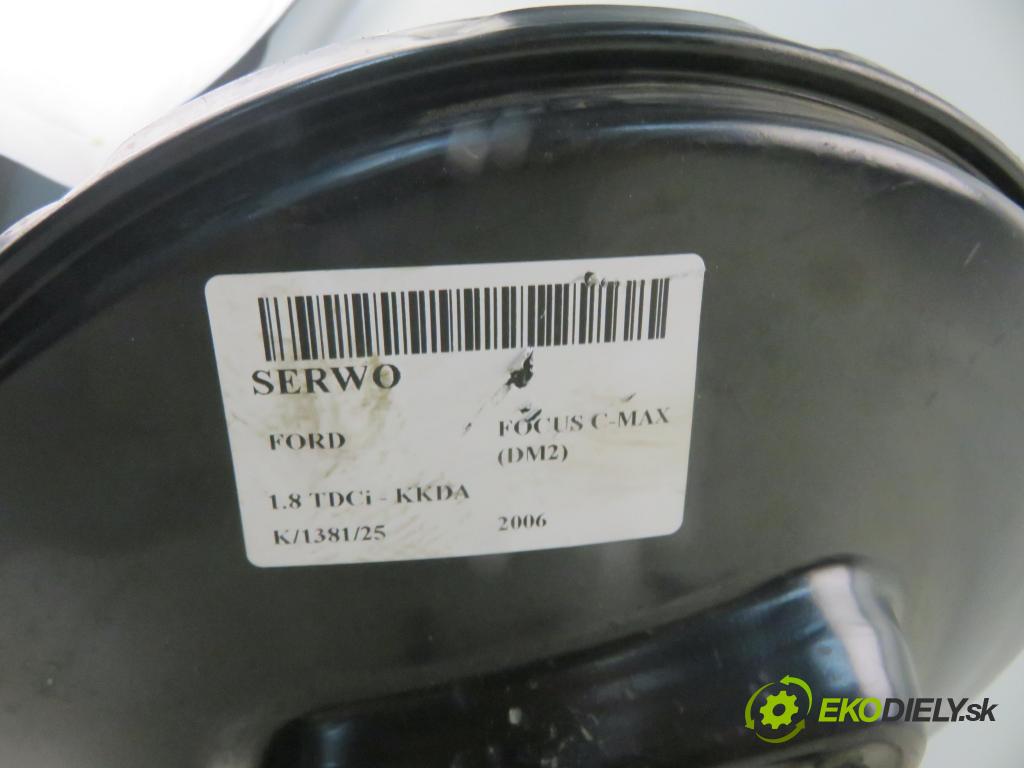 SERWO
FORD
FOCUS C-MAX
(DM2)
1.8 TDCi - KKDA
K/1381/25
2006
EKODIELY.sk